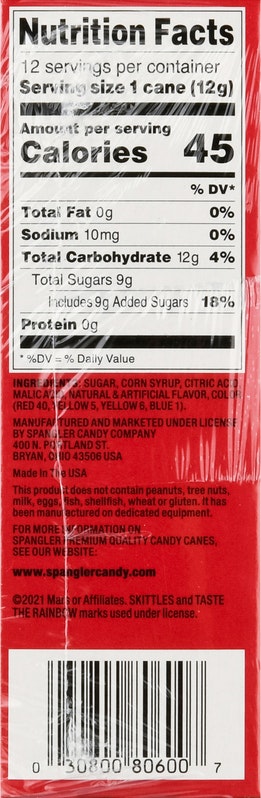 Nutrition Facts
12 servings per container
Serving size 1 cane (12g)
Amount per serving
Calories 45
% DV*
Total Fat 0g 0%
Sodium 10mg 0%
Total Carbohydrate 12g 4%
Total Sugars 9g
Includes 9g Added Sugars 18%
Protein 0g
* %DV = % Daily Value
INGREDIENTS: SUGAR, CORN SYRUP, CITRIC ACID,
MALIC ACID, NATURAL & ARTIFICIAL FLAVOR, COLOR
(RED 40, YELLOW 5, YELLOW 6, BLUE 1).
MANUFACTURED AND MARKETED UNDER LICENSE
BY SPANGLER CANDY COMPANY
400 N. PORTLAND ST.
BRYAN, OHIO 43506 USA
Made in The USA
This product does not contain peanuts, tree nuts,
milk, eggs, fish, shellfish, wheat or gluten. It has
been manufactured on dedicated equipment.
FOR MORE INFORMATION ON
SPANGLER PREMIUM QUALITY CANDY CANES,
SEE OUR WEBSITE:
www.spanglercandy.com
©2021 Mars or Affiliates. SKITTLES and TASTE
THE RAINBOW marks used under license.
0 30800 80600 7